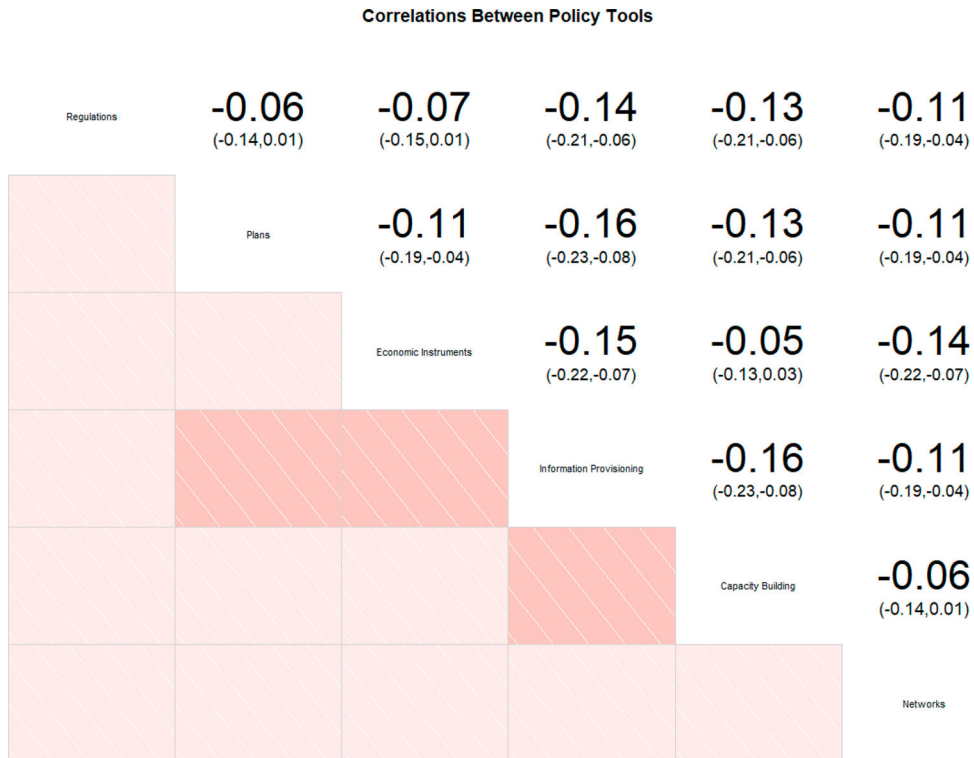 Correlations Between Policy Tools
Regulations -0.06 -0.07 -0.14 -0.13 -0.11
(-0.14,0.01) (-0.15,0.01) (-0.21,-0.06) (-0.21,-0.06) (-0.19,-0.04)
Plans -0.11 -0.16 -0.13 -0.11
(-0.19,-0.04) (-0.23,-0.08) (-0.21,-0.06) (-0.19,-0.04)
Economic Instruments -0.15 -0.05 -0.14
(-0.22,-0.07) (-0.13,0.03) (-0.22,-0.07)
Information Provisioning -0.16 -0.11
(-0.23,-0.08) (-0.19,-0.04)
Capacity Building -0.06
(-0.14,0.01)
Networks